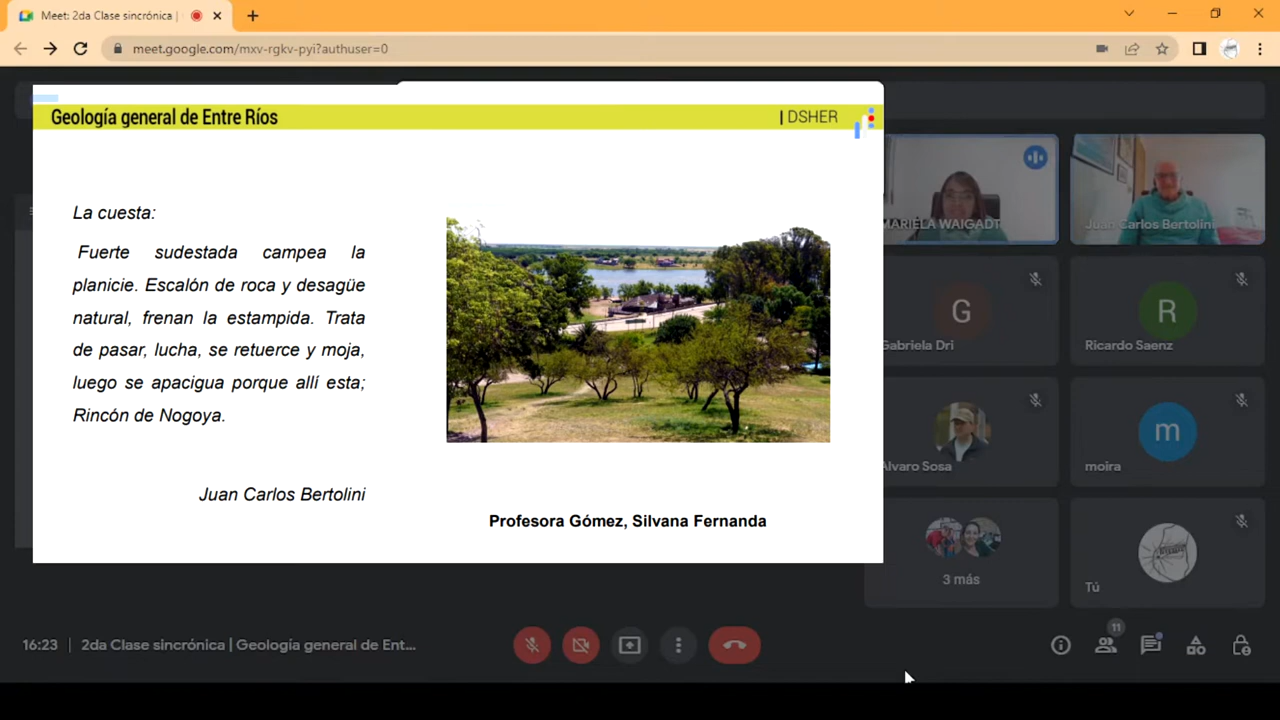 Meet: 2da Clase sincrónica |
meet.google.com/mxv-rgkv-pyi?authuser=0
Geología general de Entre Ríos
| DSHER
La cuesta:
Fuerte sudestada campea la
planicie. Escalón de roca y desagüe
natural, frenan la estampida. Trata
de pasar, lucha, se retuerce y moja,
luego se apacigua porque allí esta;
Rincón de Nogoya.
Juan Carlos Bertolini
Profesora Gómez, Silvana Fernanda
MARIELA WAIGADT
Juan Carlos Bertolini
G
Gabriela Dri
R
Ricardo Saenz
Alvaro Sosa
m
moira
3 más
Tú
16:23 | 2da Clase sincrónica | Geología general de Ent...
11